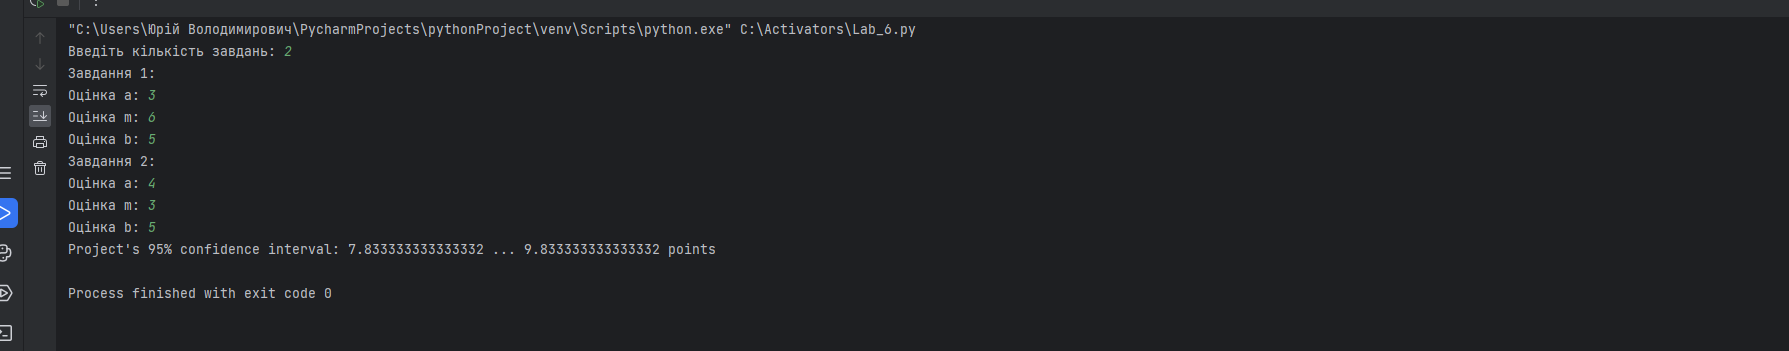 "C:\Users\Юрій Володимирович\PycharmProjects\pythonProject\venv\Scripts\python.exe" C:\Activators\Lab_6.py
Введіть кількість завдань: 2
Завдання 1:
Оцінка a: 3
Оцінка m: 6
Оцінка b: 5
Завдання 2:
Оцінка a: 4
Оцінка m: 3
Оцінка b: 5
Project's 95% confidence interval: 7.833333333333332 ... 9.833333333333332 points
Process finished with exit code 0